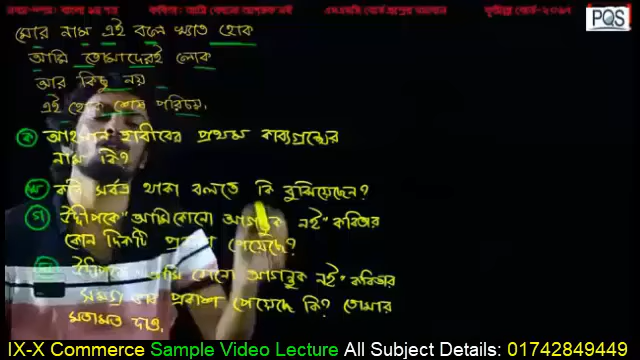 PQS
মোর নাম এই বলে খ্যাত হোক
আমি তোমাদেরই লোক
আর কিছু নয়
এই হোক শেষ পরিচয়.
ক আহসান হাবীবের প্রথম কাব্যগ্রন্থের
নাম কি?
খ কবি সর্বত্র থাকা বলতে কি বুঝিয়েছেন?
গ উদ্দীপকে "আমি কোনো আগন্তুক নই" কবিতার
কোন দিকটি প্রকাশ পেয়েছে?
উদ্দীপকে আমি কোনো আগন্তুক নই" কবিতার
সমগ্র ভাব প্রকাশ পেয়েছে কি? তোমার
মতামত দাও.
IX-X Commerce Sample Video Lecture All Subject Details: 01742849449